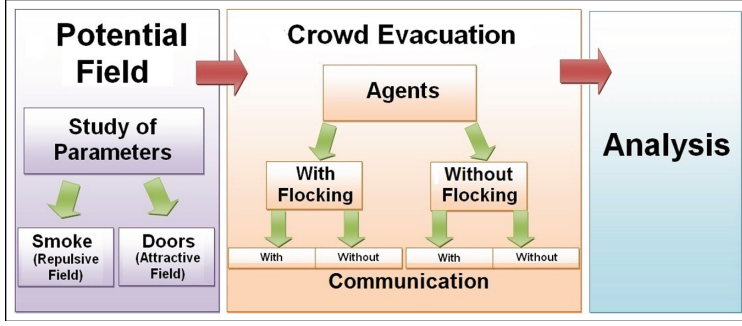 Potential
Field
Study of
Parameters
Smoke
(Repulsive
Field)
Doors
(Attractive
Field)
Crowd Evacuation
Agents
With
Flocking
Without
Flocking
With
Without
With
Without
Communication
Analysis